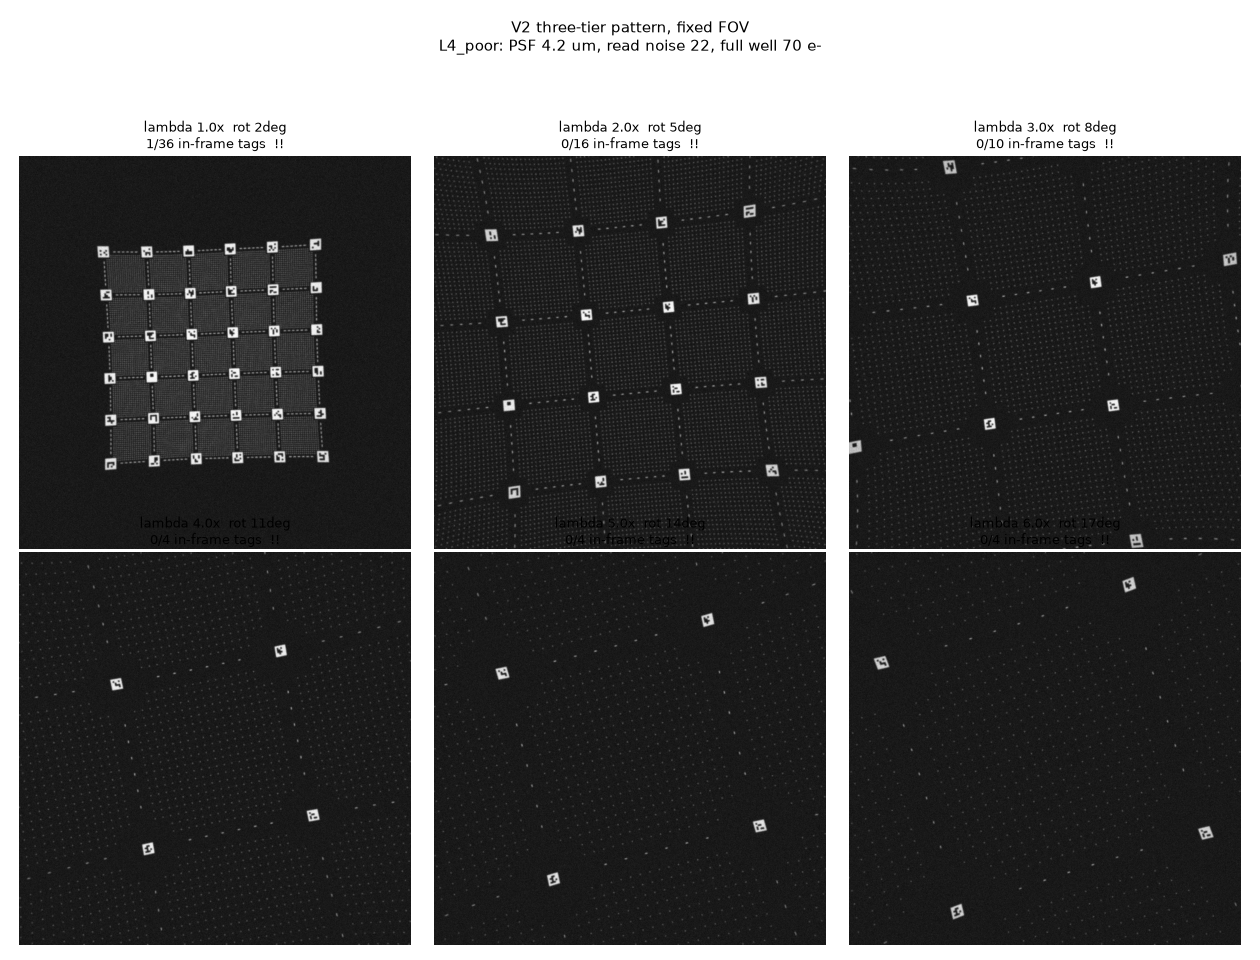 V2 three-tier pattern, fixed FOV
L4_poor: PSF 4.2 um, read noise 22, full well 70 e-
lambda 1.0x  rot 2deg
1/36 in-frame tags  !!
lambda 2.0x  rot 5deg
0/16 in-frame tags  !!
lambda 3.0x  rot 8deg
0/10 in-frame tags  !!
lambda 4.0x  rot 11deg
0/4 in-frame tags  !!
lambda 5.0x  rot 14deg
0/4 in-frame tags  !!
lambda 6.0x  rot 17deg
0/4 in-frame tags  !!